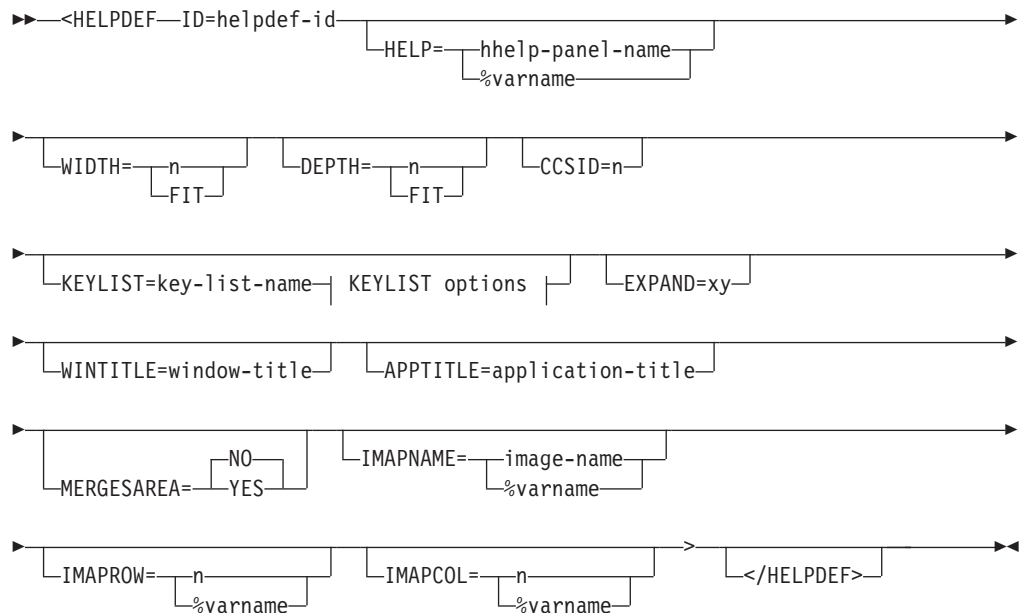 <HELPDEF ID=helpdef-id
HELP= hhelp-panel-name
%varname
WIDTH= n
FIT
DEPTH= n
FIT
CCSID=n
KEYLIST=key-list-name KEYLIST options
EXPAND=xy
WINTITLE=window-title
APPTITLE=application-title
MERGESAREA= NO
YES
IMAPNAME= image-name
%varname
IMAPROW= n
%varname
IMAPCOL= n
%varname
>
</HELPDEF>